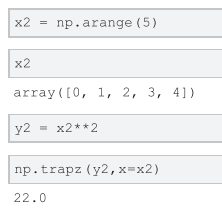 x2 = np.arange(5)
x2
array([0, 1, 2, 3, 4])
y2 = x2**2
np.trapz(y2,x=x2)
22.0